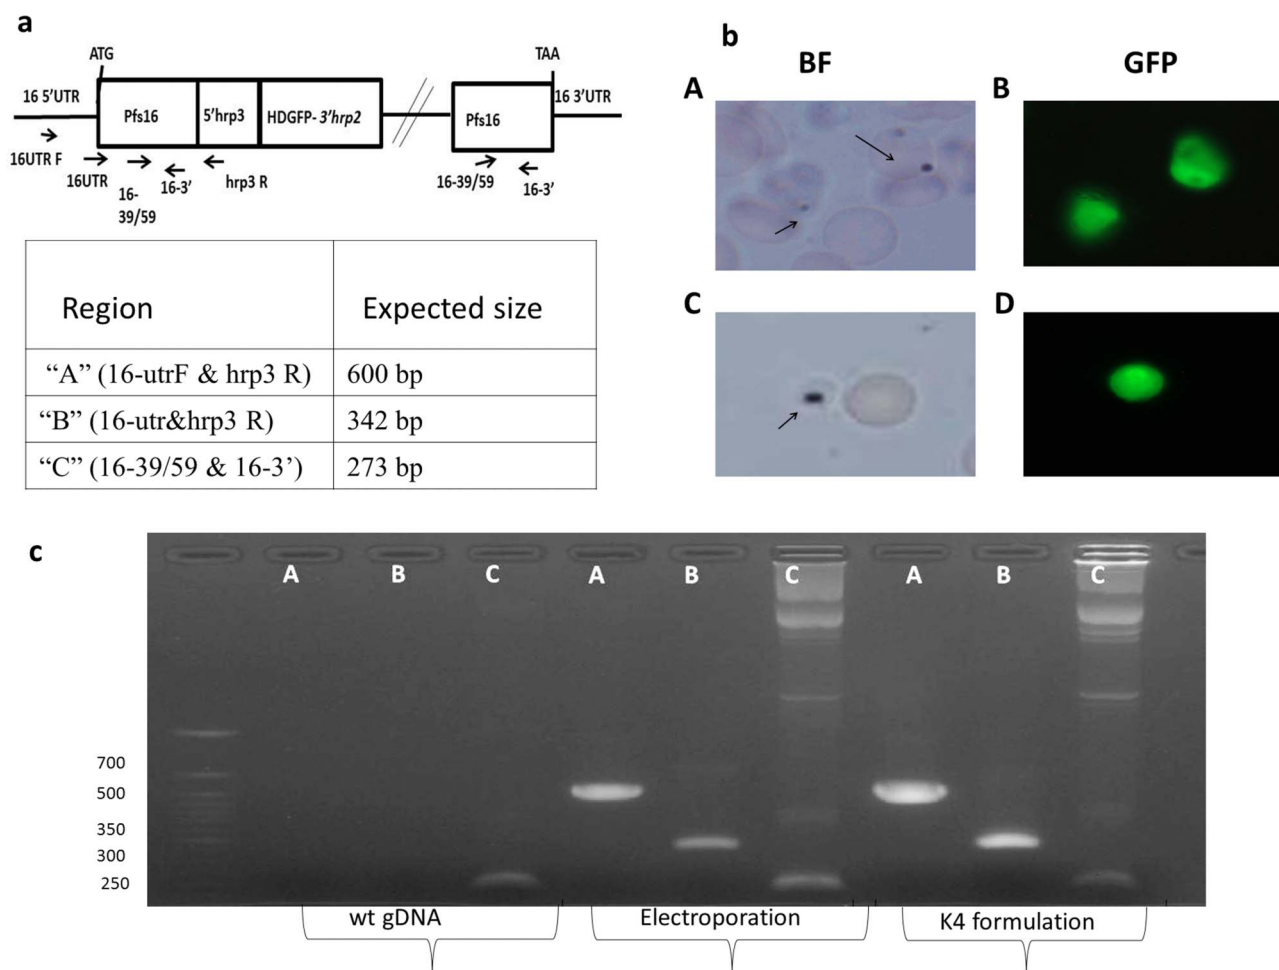 a
ATG
TAA
16 5'UTR
Pfs16
5'hrp3
HDGFP-3'hrp2
Pfs16
16 3'UTR
16UTR F
16UTR
16-39/59
16-3'
hrp3 R
16-39/59
16-3'
Region Expected size
“A” (16-utrF & hrp3 R) 600 bp
“B” (16-utr&hrp3 R) 342 bp
“C” (16-39/59 & 16-3’) 273 bp
b
BF GFP
A B
C D
c
A B C A B C A B C
700
500
350
300
250
wt gDNA Electroporation K4 formulation